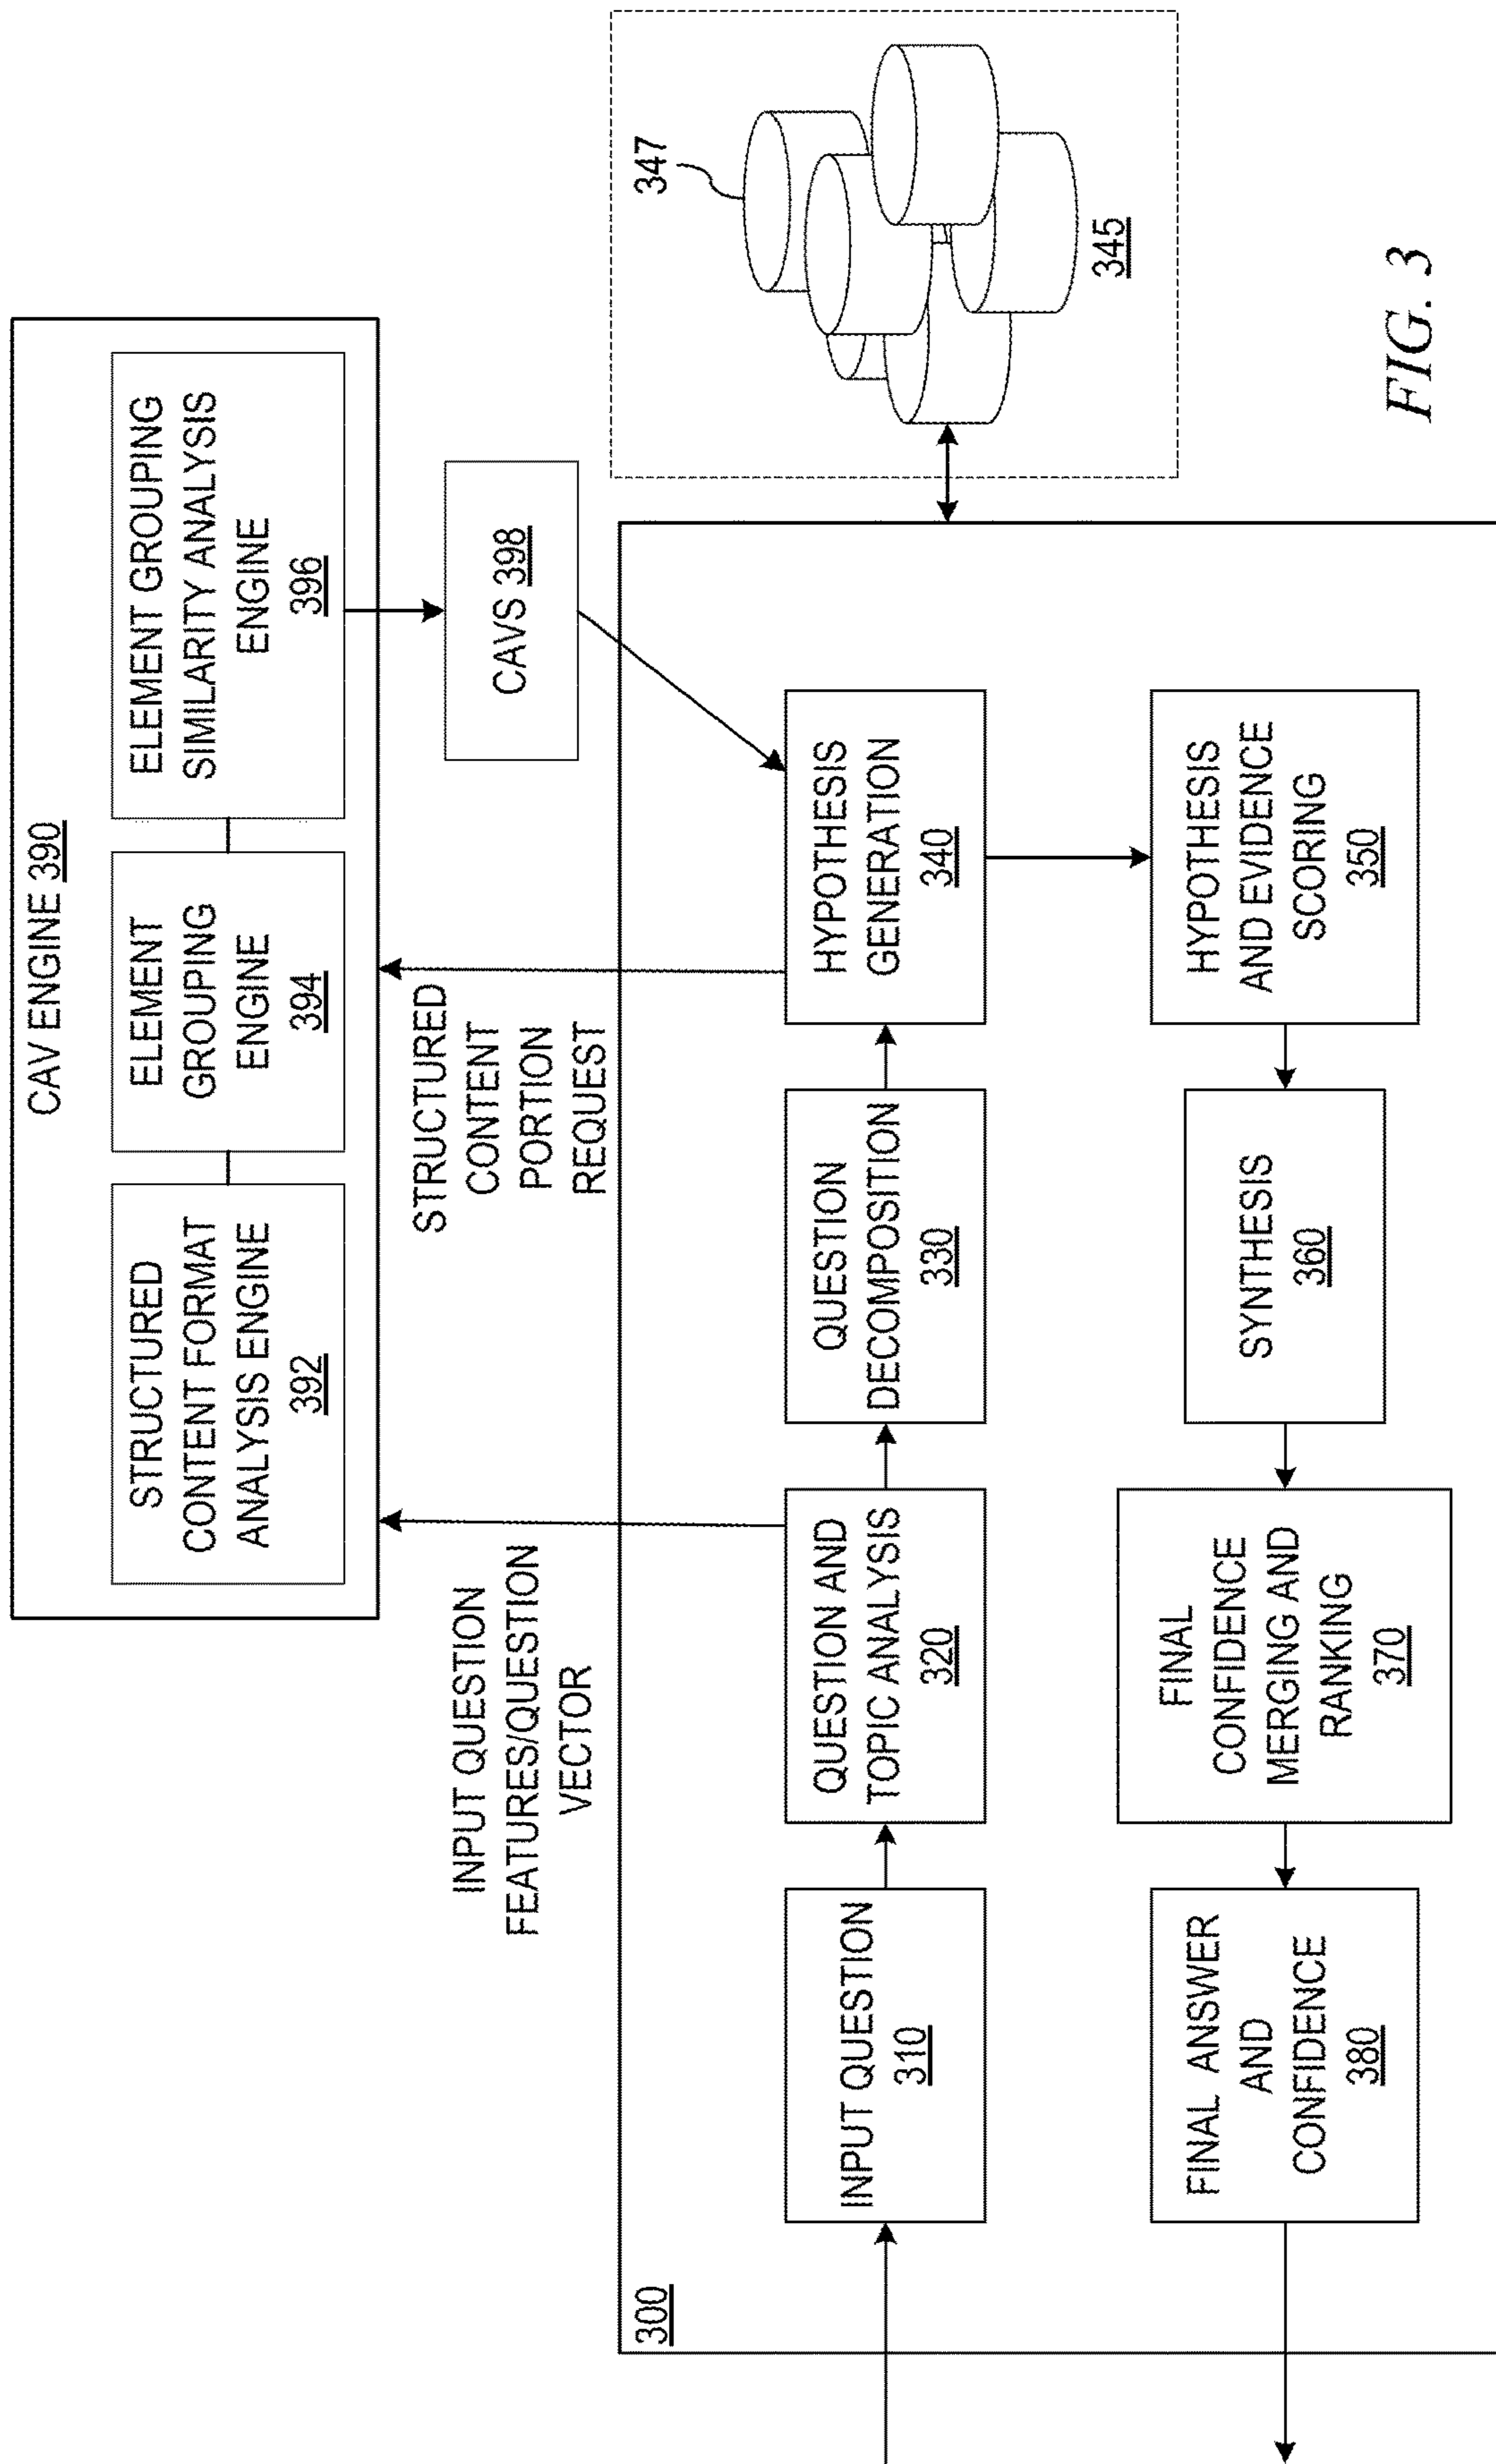 CAV ENGINE 390
STRUCTURED
CONTENT FORMAT
ANALYSIS ENGINE
392
ELEMENT
GROUPING
ENGINE
394
ELEMENT GROUPING
SIMILARITY ANALYSIS
ENGINE
396
INPUT QUESTION
FEATURES/QUESTION
VECTOR
STRUCTURED
CONTENT
PORTION
REQUEST
CAVS 398
300
INPUT QUESTION
310
QUESTION AND
TOPIC ANALYSIS
320
QUESTION
DECOMPOSITION
330
HYPOTHESIS
GENERATION
340
347
345
FINAL ANSWER
AND
CONFIDENCE
380
FINAL
CONFIDENCE
MERGING AND
RANKING
370
SYNTHESIS
360
HYPOTHESIS
AND EVIDENCE
SCORING
350
FIG. 3